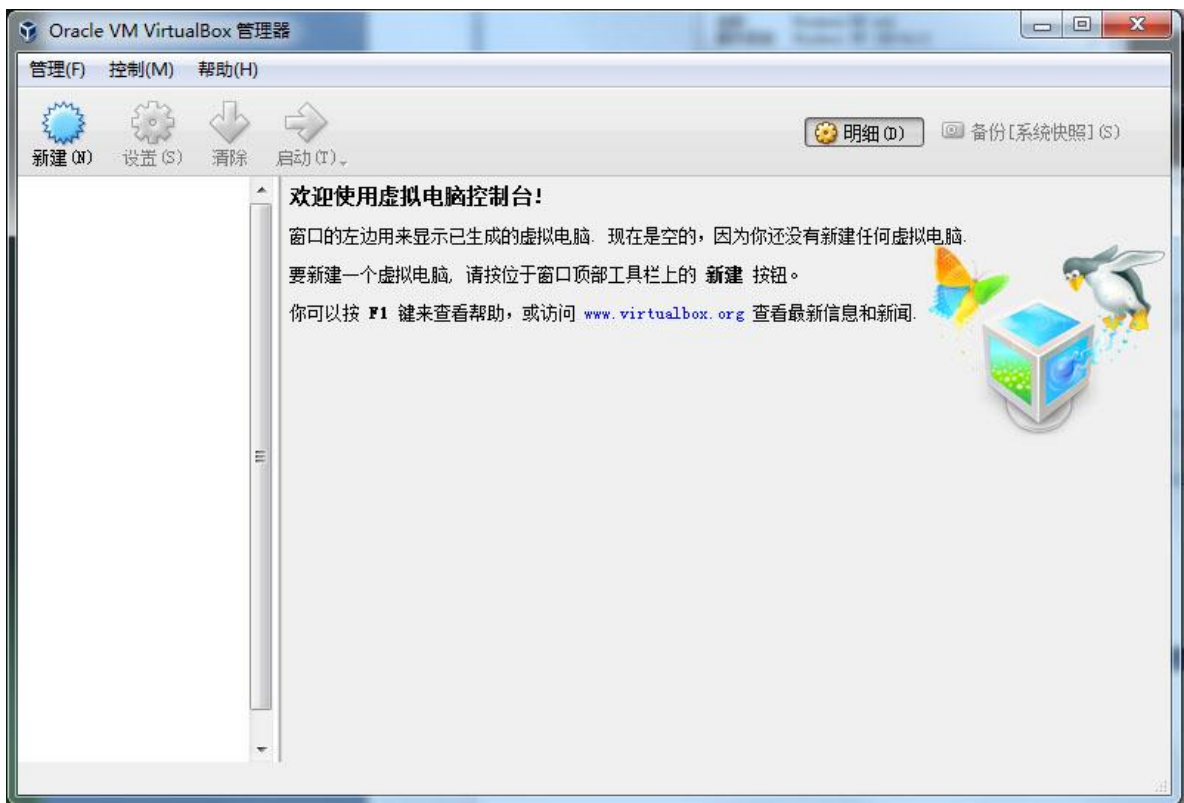 Oracle VM VirtualBox 管理器
管理(F) 控制(M) 帮助(H)
新建(N) 设置(S) 清除 启动(T) 明细(D) 备份[系统快照](S)
欢迎使用虚拟电脑控制台!
窗口的左边用来显示已生成的虚拟电脑. 现在是空的,因为你还没有新建任何虚拟电脑.
要新建一个虚拟电脑, 请按位于窗口顶部工具栏上的 新建 按钮。
你可以按 F1 键来查看帮助,或访问 www.virtualbox.org 查看最新信息和新闻.